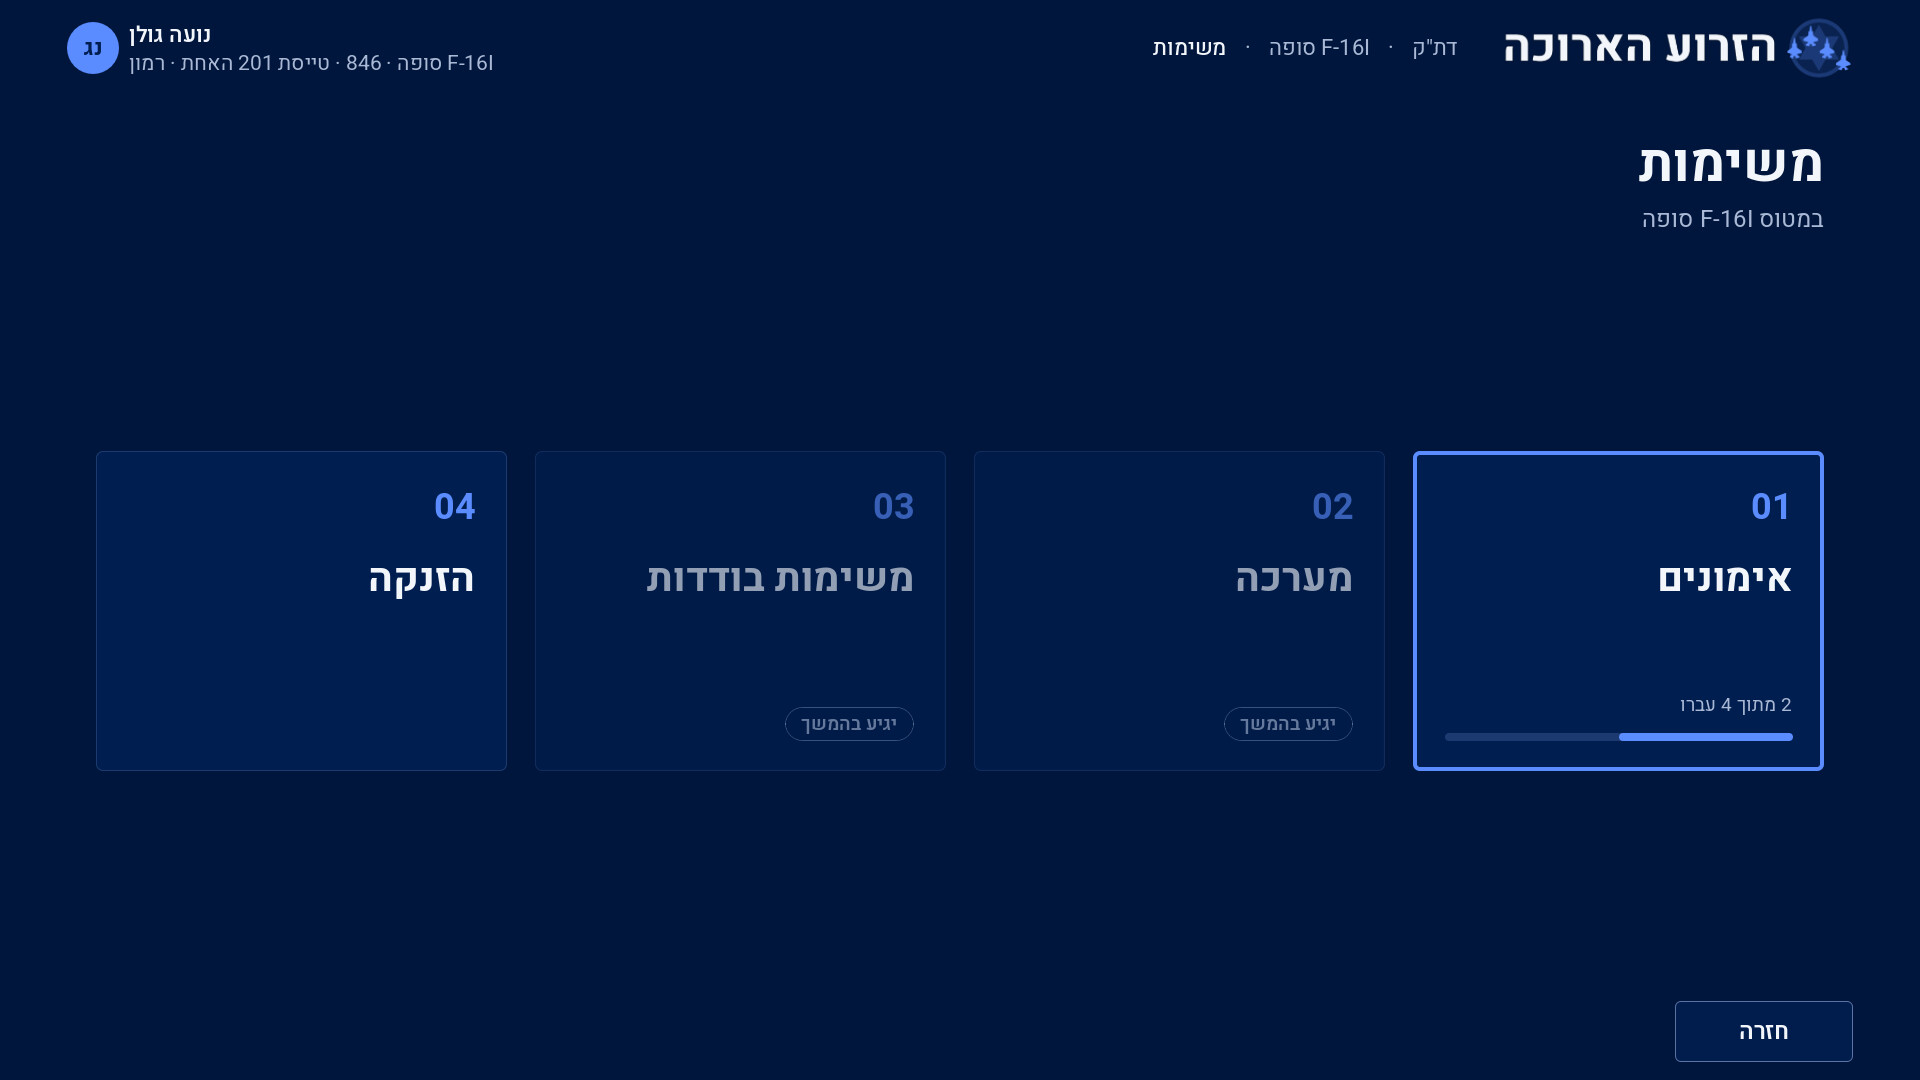 הזרוע הארוכה
דת"ק · F-16I סופה · משימות
נועה גולן
F-16I סופה · 846 · טייסת 201 האחת · רמון
נג
משימות
במטוס F-16I סופה
01
אימונים
2 מתוך 4 עברו
02
מערכה
יגיע בהמשך
03
משימות בודדות
יגיע בהמשך
04
הזנקה
חזרה